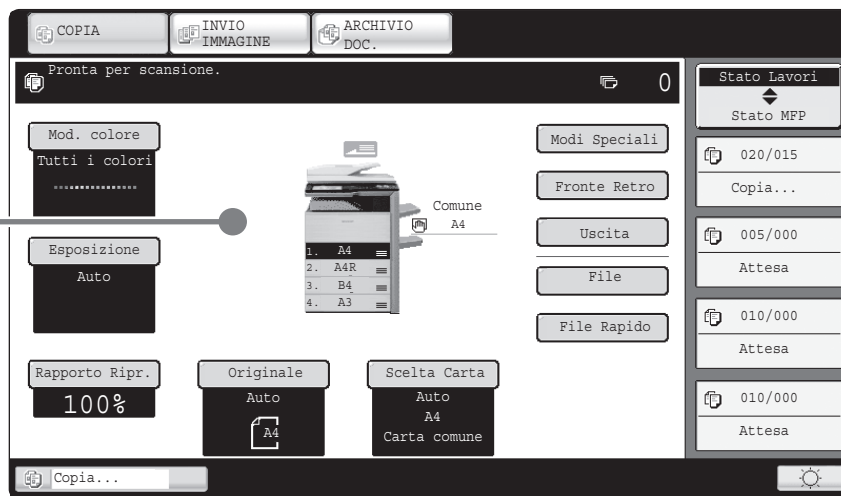 COPIA
INVIO
IMMAGINE
ARCHIVIO
DOC.
Pronta per scansione.
0
Mod. colore
Tutti i colori
Esposizione
Auto
Rapporto Ripr.
100%
Originale
Auto
A4
Scelta Carta
Auto
A4
Carta comune
1. A4
2. A4R
3. B4
4. A3
Comune
A4
Modi Speciali
Fronte Retro
Uscita
File
File Rapido
Stato Lavori
Stato MFP
020/015
Copia...
005/000
Attesa
010/000
Attesa
010/000
Attesa
Copia...